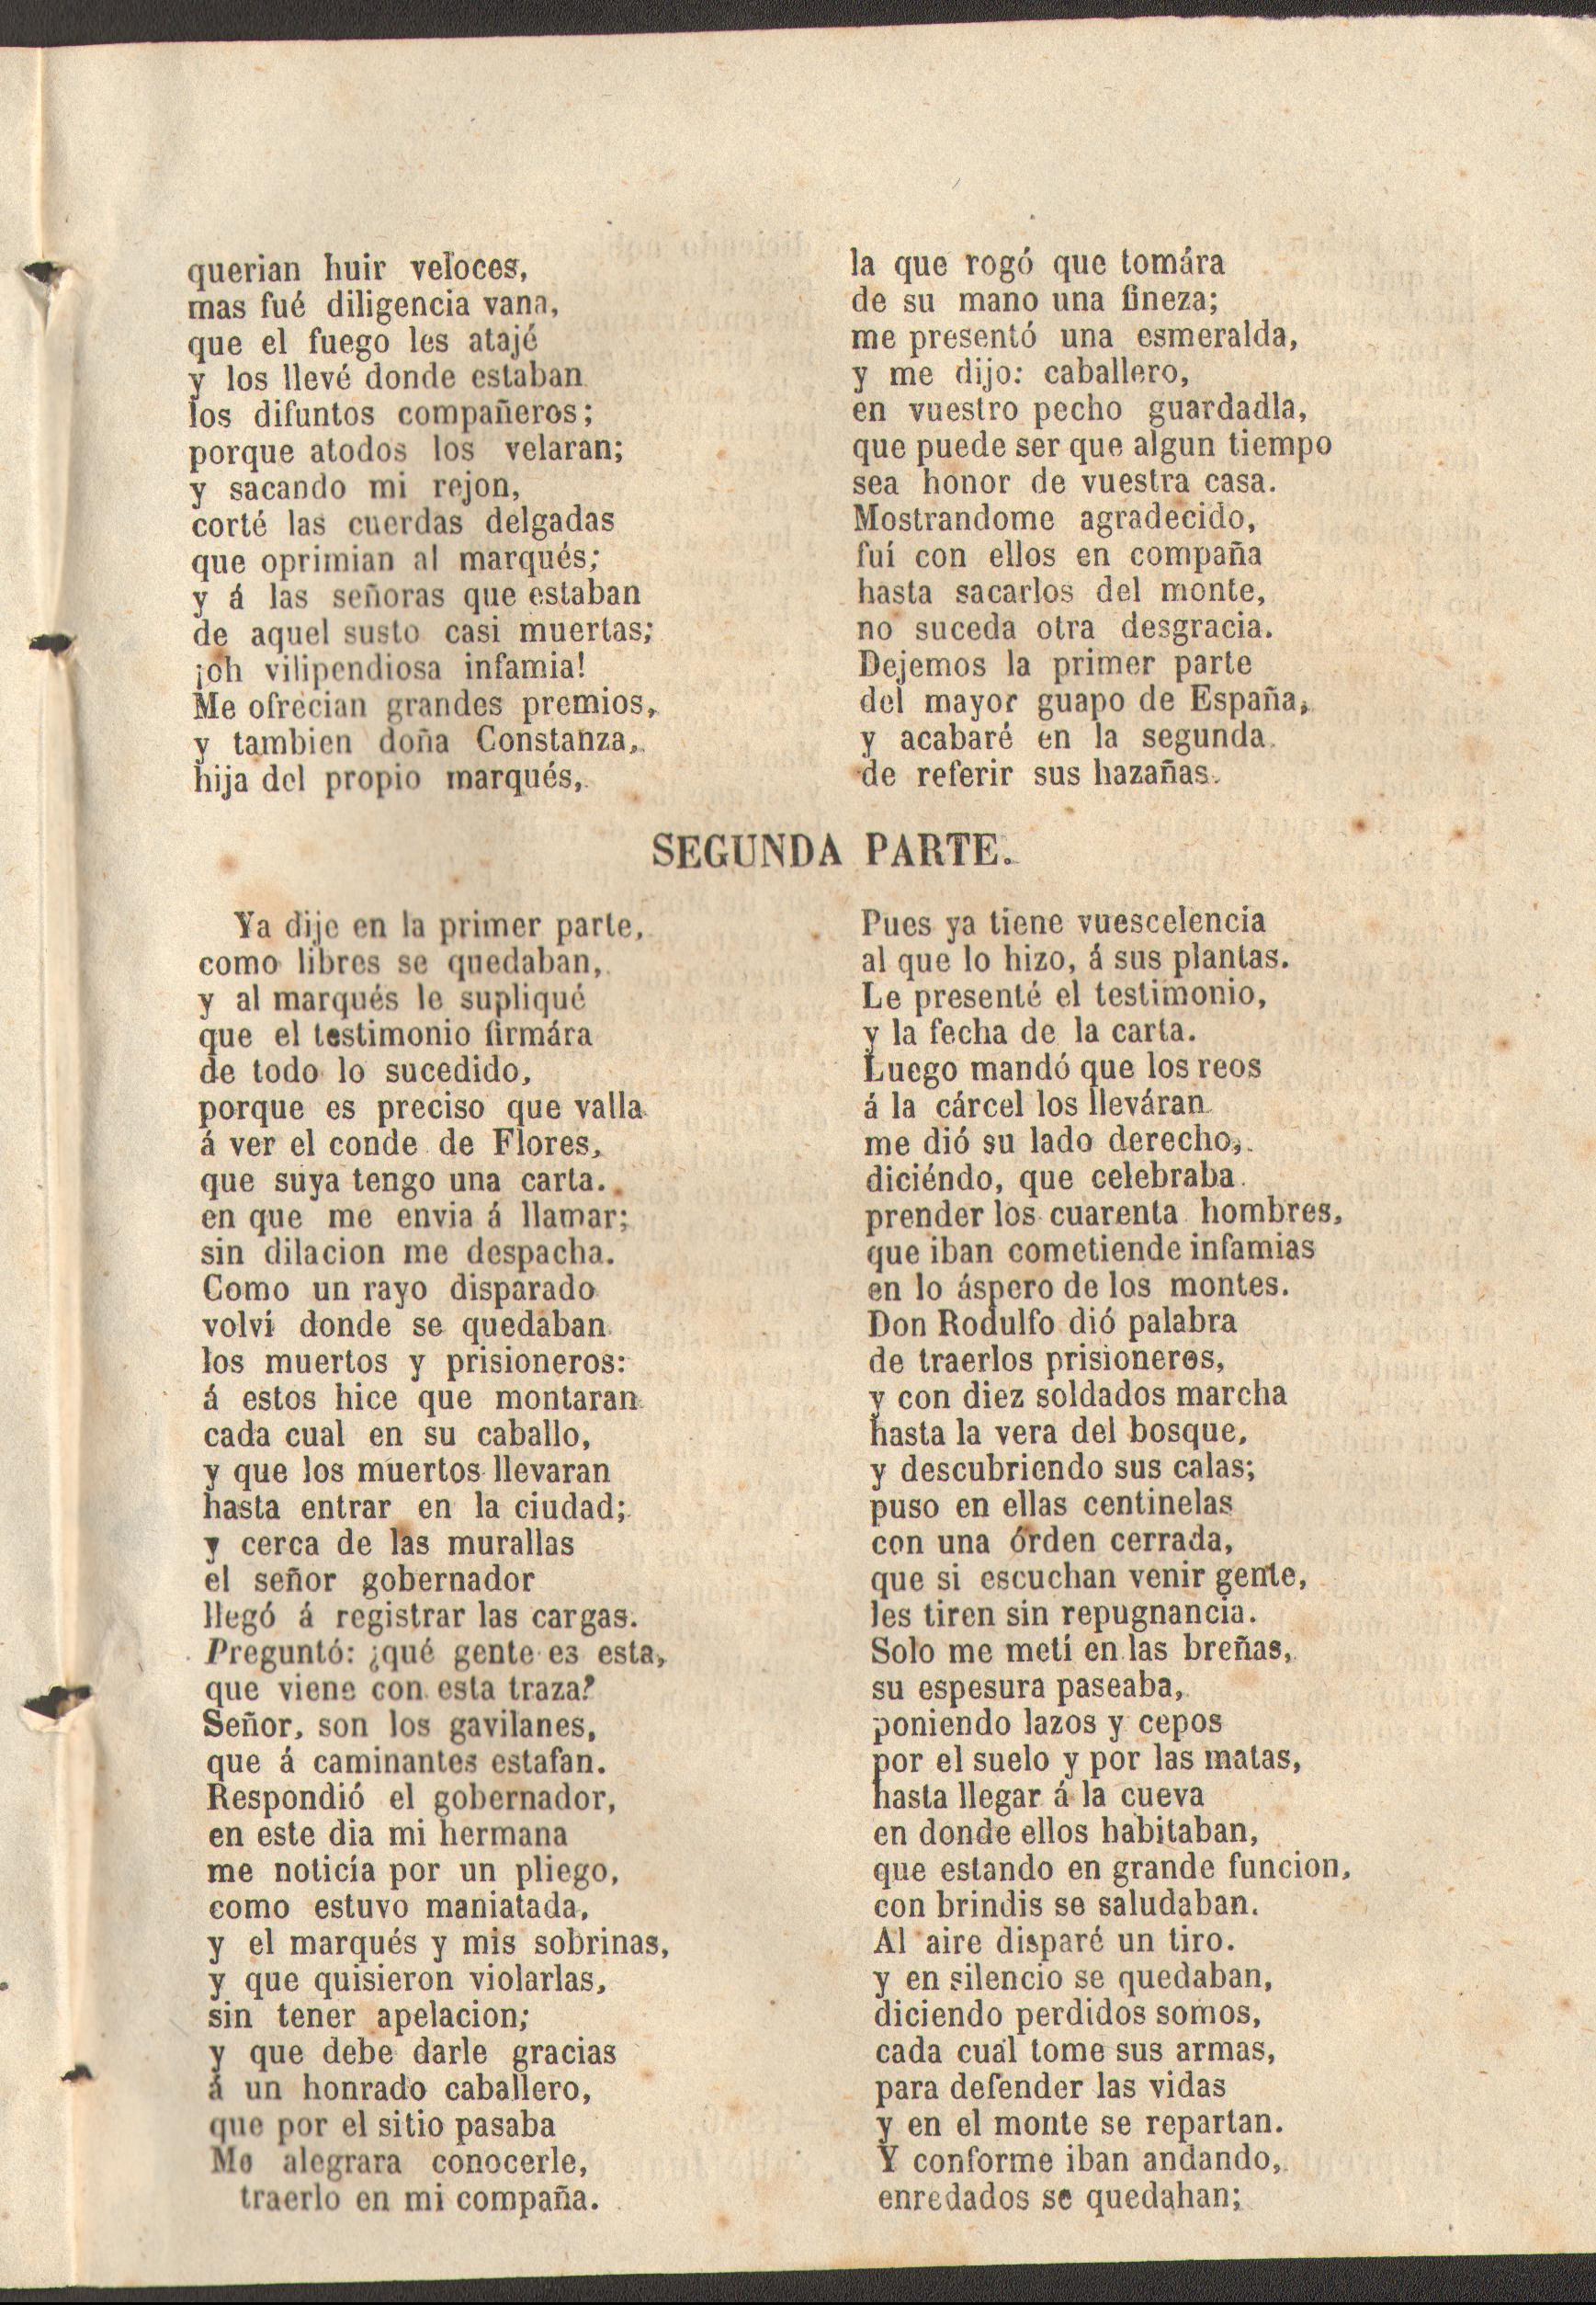 querian huir veloces,
mas fué diligencia vana,
que el fuego les atajé
y los llevé donde estaban
los difuntos compañeros;
porque atodos los velaran;
y sacando mi rejon,
corté las cuerdas delgadas
que oprimian al marqués;
y á las señoras que estaban
de aquel susto casi muertas;
¡oh vilipendiosa infamia!
Me ofrecian grandes premios,
y tambien doña Constanza,
hija del propio marqués,
la que rogó que tomára
de su mano una fineza;
me presentó una esmeralda,
y me dijo: caballero,
en vuestro pecho guardadla,
que puede ser que algun tiempo
sea honor de vuestra casa.
Mostrandome agradecido,
fuí con ellos en compaña
hasta sacarlos del monte,
no suceda otra desgracia.
Dejemos la primer parte
del mayor guapo de España,
y acabaré en la segunda
de referir sus hazañas.
SEGUNDA PARTE.
Ya dije en la primer parte,
como libres se quedaban,
y al marqués le supliqué
que el testimonio firmára
de todo lo sucedido,
porque es preciso que valla
á ver el conde de Flores,
que suya tengo una carta.
en que me envia á llamar;
sin dilacion me despacha.
Como un rayo disparado
volví donde se quedaban
los muertos y prisioneros:
á estos hice que montaran
cada cual en su caballo,
y que los muertos llevaran
hasta entrar en la ciudad;
y cerca de las murallas
el señor gobernador
llegó á registrar las cargas.
Preguntó: ¿qué gente es esta,
que viene con esta traza?
Señor, son los gavilanes,
que á caminantes estafan.
Respondió el gobernador,
en este dia mi hermana
me noticía por un pliego,
como estuvo maniatada,
y el marqués y mis sobrinas,
y que quisieron violarlas,
sin tener apelacion;
y que debe darle gracias
á un honrado caballero,
que por el sitio pasaba
Me alegrara conocerle,
traerlo en mi compaña.
Pues ya tiene vuescelencia
al que lo hizo, á sus plantas.
Le presenté el testimonio,
y la fecha de la carta.
Luego mandó que los reos
á la cárcel los lleváran
me dió su lado derecho,
diciéndo, que celebraba
prender los cuarenta hombres,
que iban cometiende infamias
en lo áspero de los montes.
Don Rodulfo dió palabra
de traerlos prisioneros,
y con diez soldados marcha
hasta la vera del bosque,
y descubriendo sus calas;
puso en ellas centinelas
con una órden cerrada,
que si escuchan venir gente,
les tiren sin repugnancia.
Solo me metí en las breñas,
su espesura paseaba,
poniendo lazos y cepos
por el suelo y por las matas,
hasta llegar á la cueva
en donde ellos habitaban,
que estando en grande funcion,
con brindis se saludaban.
Al aire disparé un tiro.
y en silencio se quedaban,
diciendo perdidos somos,
cada cual tome sus armas,
para defender las vidas
y en el monte se repartan.
Y conforme iban andando,
enredados se quedahan;